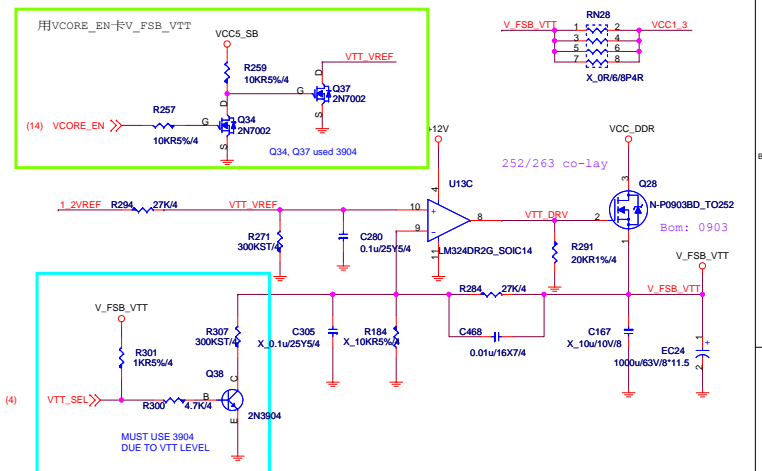 用VCORE_EN卡V_FSB_VTT
VCC5_SB
R259
10KR5%/4
VTT_VREF
D
G
Q37
2N7002
S
(14) VCORE_EN
R257
10KR5%/4
D
G
Q34
2N7002
S
Q34, Q37 used 3904
RN28
V_FSB_VTT
1 2
3 4
5 6
7 8
VCC1_3
X_0R/6/8P4R
+12V
252/263 co-lay
VCC_DDR
U13C
3
Q28
N-P0903BD_TO252
Bom: 0903
1_2VREF
R294
27K/4
VTT_VREF
10
4
+
8
VTT_DRV
2
9
-
11
1
LM324DR2G_SOIC14
R271
300KST/4
C280
0.1u/25Y5/4
R291
20KR1%/4
V_FSB_VTT
V_FSB_VTT
R284
27K/4
V_FSB_VTT
R301
1KR5%/4
R307
300KST/4
C305
X_0.1u/25Y5/4
R184
X_10KR5%/4
C468
0.01u/16X7/4
C167
X_10u/10V/8
1
+
EC24
1000u/63V/8*11.5
2
(4) VTT_SEL
R300
4.7K/4
Q38
C
B
E
2N3904
MUST USE 3904
DUE TO VTT LEVEL
B